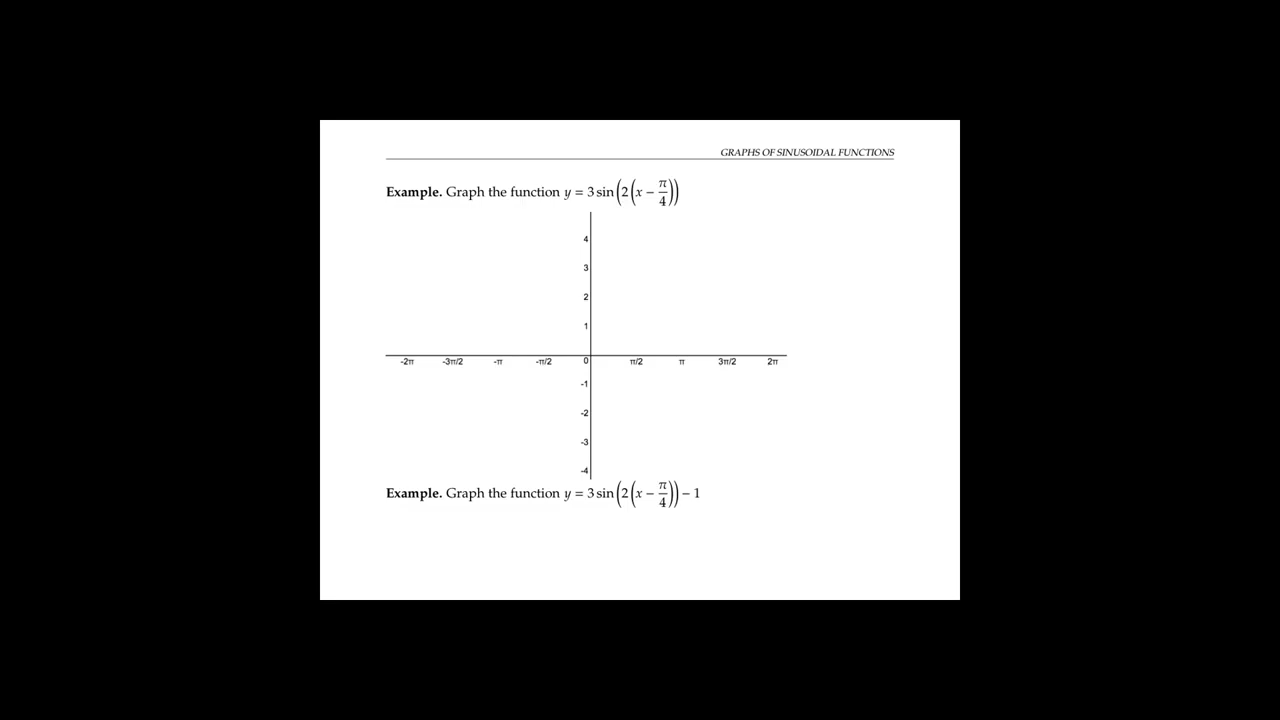 GRAPHS OF SINUSOIDAL FUNCTIONS
Example. Graph the function y = 3 sin(2(x − π/4))
4
3
2
1
-2π -3π/2 -π -π/2 0 π/2 π 3π/2 2π
-1
-2
-3
-4
Example. Graph the function y = 3 sin(2(x − π/4)) − 1